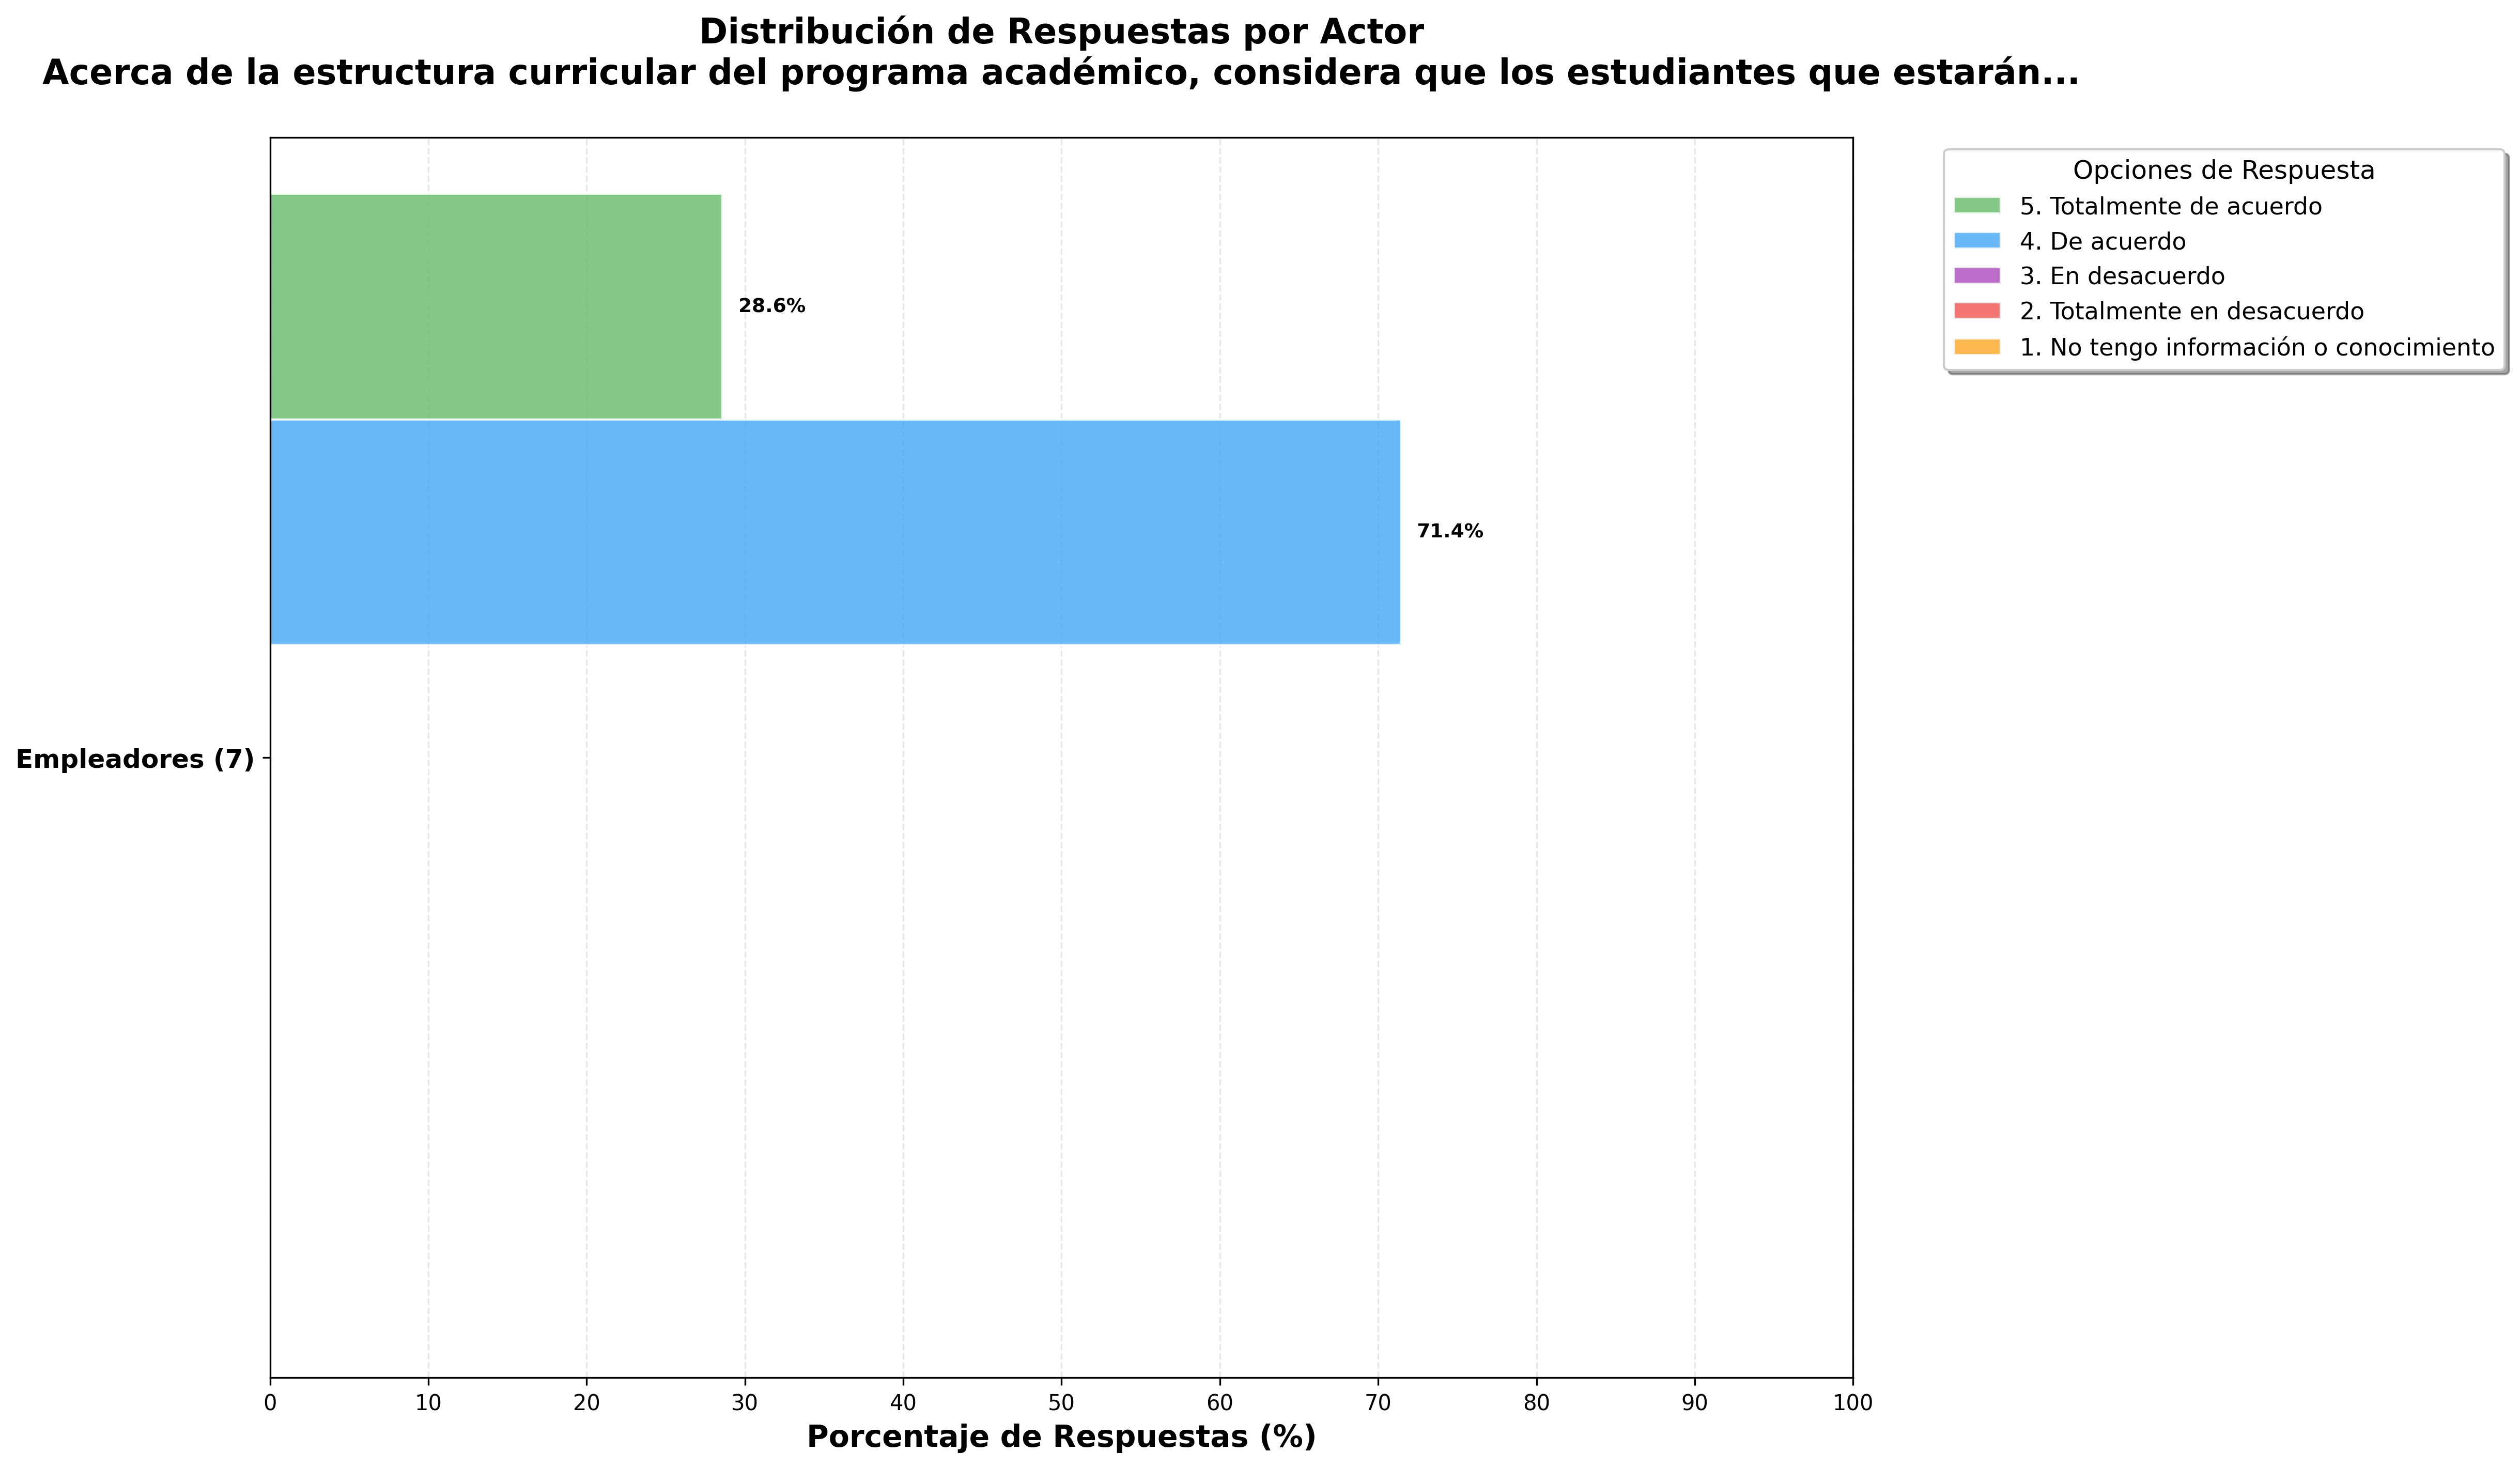 Distribución de Respuestas por Actor
Acerca de la estructura curricular del programa académico, considera que los estudiantes que estarán...
Opciones de Respuesta
5. Totalmente de acuerdo
4. De acuerdo
3. En desacuerdo
2. Totalmente en desacuerdo
1. No tengo información o conocimiento
28.6%
71.4%
Empleadores (7)
0 10 20 30 40 50 60 70 80 90 100
Porcentaje de Respuestas (%)